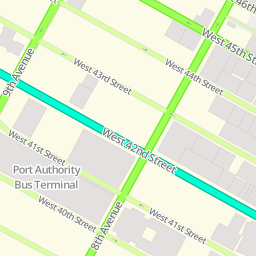 9th Avenue
West 43rd Street
West 44th Street
West 45th St
West 46th
West 42nd Street
West 41st Street
Port Authority
Bus Terminal
West 40th Street
8th Avenue
West 41st Street